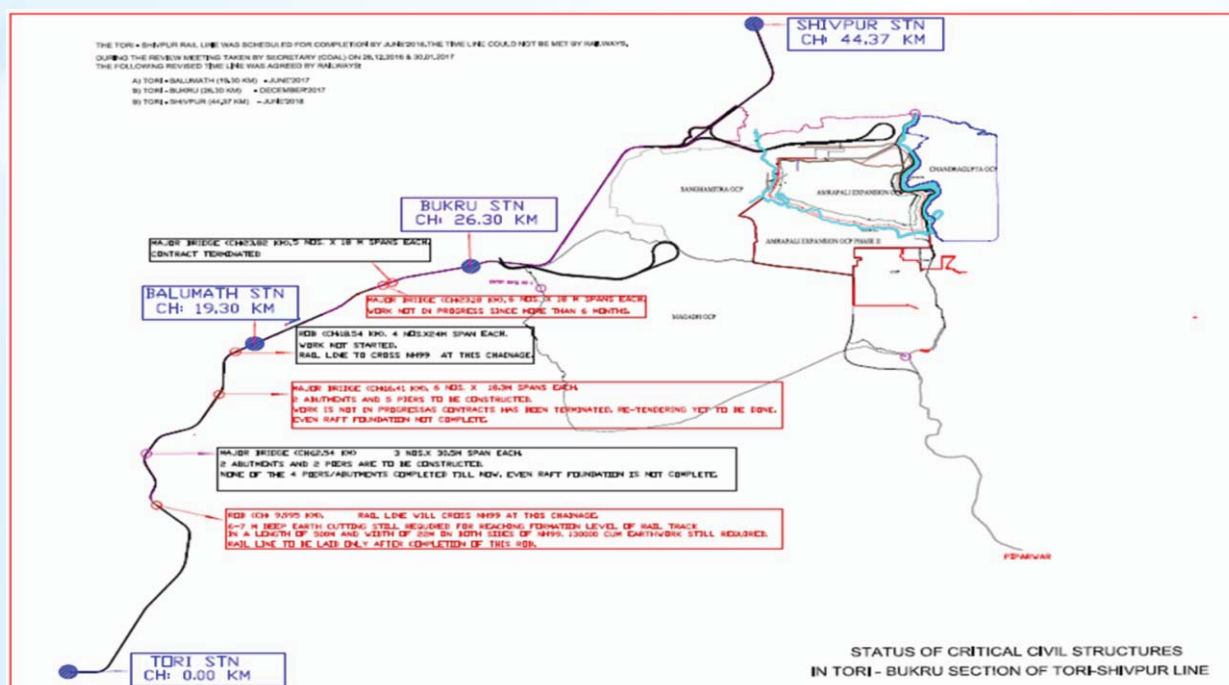 SHIVPUR STN
CH: 44.37 KM
THE TORI - SHIVPUR RAIL LINE WAS SCHEDULED FOR COMPLETION BY JUNE'2016.THE TIME LINE COULD NOT BE MET BY RAILWAYS.
DURING THE REVIEW MEETING TAKEN BY SECRETARY (COAL) ON 26.12.2016 & 30.01.2017
THE FOLLOWING REVISED TIME LINE WAS AGREED BY RAILWAYS:
A) TORI - BALUMATH (19.30 KM) - JUNE'2017
B) TORI - BUKRU (26.30 KM) - DECEMBER'2017
B) TORI - SHIVPUR (44.37 KM) - JUNE'2018
CHANDRAGUPTA OCP
SANGHAMITRA OCP
AMRAPALI EXPANSION
BUKRU STN
CH: 26.30 KM
AMRAPALI EXPANSION OCP PHASE II
MAJOR BRIDGE (CH:23.82 KM), 5 NOS. X 18 M SPANS EACH.
CONTRACT TERMINATED
BALUMATH STN
CH: 19.30 KM
MAJOR BRIDGE (CH:23.28 KM), 6 NOS. X 18 M SPANS EACH.
WORK NOT IN PROGRESS SINCE MORE THAN 6 MONTHS.
MAGADH OCP
ROB (CH:18.54 KM), 4 NOS.X24M SPAN EACH.
WORK NOT STARTED.
RAIL LINE TO CROSS NH99 AT THIS CHAINAGE.
MAJOR BRIDGE (CH:16.41 KM), 6 NOS. X 18.3M SPANS EACH.
2 ABUTMENTS AND 5 PIERS TO BE CONSTRUCTED.
WORK IS NOT IN PROGRESSAS CONTRACTS HAS BEEN TERMINATED. RE-TENDERING YET TO BE DONE.
EVEN RAFT FOUNDATION NOT COMPLETE.
MAJOR BRIDGE (CH:12.54 KM) 3 NOS.X 30.5M SPAN EACH.
2 ABUTMENTS AND 2 PIERS ARE TO BE CONSTRUCTED.
NONE OF THE 4 PIERS/ABUTMENTS COMPLETED TILL NOW. EVEN RAFT FOUNDATION IS NOT COMPLETE.
ROB (CH: 9.595 KM), RAIL LINE WILL CROSS NH99 AT THIS CHAINAGE.
6-7 M DEEP EARTH CUTTING STILL REQUIRED FOR REACHING FORMATION LEVEL OF RAIL TRACK
IN A LENGTH OF 500M AND WIDTH OF 22M ON BOTH SIDES OF NH99. 130000 CUM EARTHWORK STILL REQUIRED.
RAIL LINE TO BE LAID ONLY AFTER COMPLETION OF THIS ROB.
PIPARWAR
TORI STN
CH: 0.00 KM
STATUS OF CRITICAL CIVIL STRUCTURES
IN TORI - BUKRU SECTION OF TORI-SHIVPUR LINE